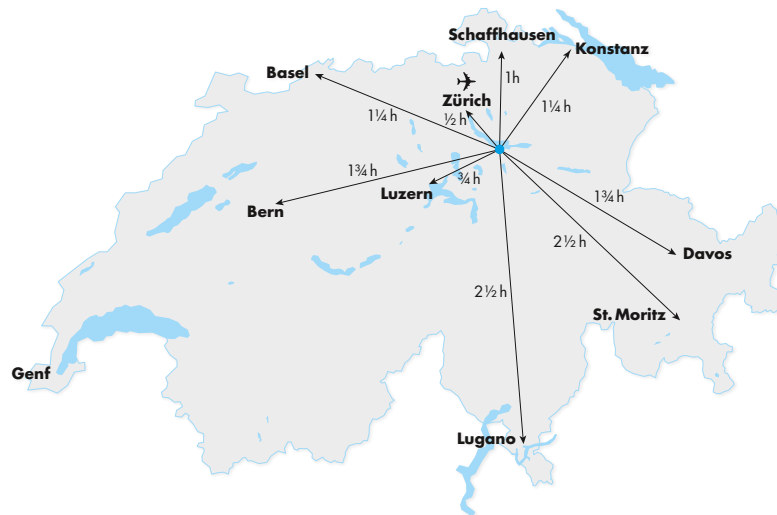 Schaffhausen
Konstanz
Basel
1h
Zürich
1¼ h
½ h
1¼ h
1¾ h
¾ h
Luzern
1¾ h
Bern
2½ h
Davos
2½ h
St. Moritz
Genf
Lugano